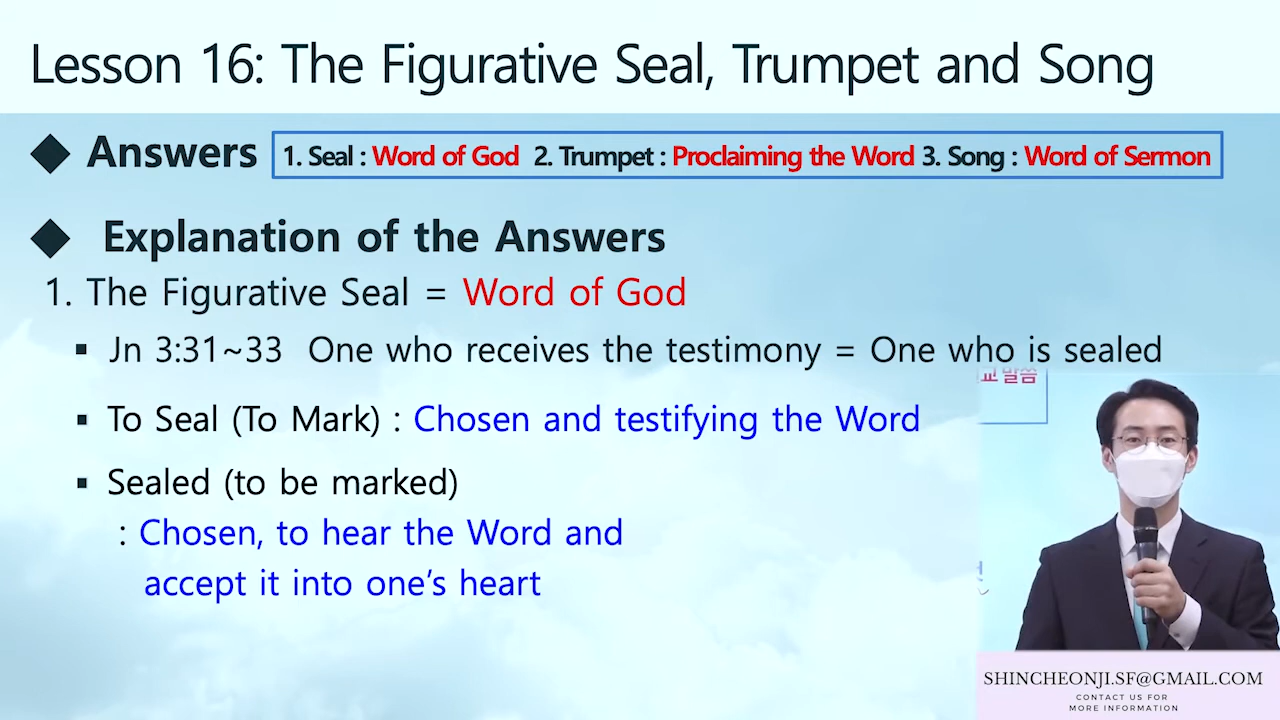 Lesson 16: The Figurative Seal, Trumpet and Song
◆ Answers 1. Seal : Word of God 2. Trumpet : Proclaiming the Word 3. Song : Word of Sermon
◆ Explanation of the Answers
1. The Figurative Seal = Word of God
▪ Jn 3:31~33 One who receives the testimony = One who is sealed
▪ To Seal (To Mark) : Chosen and testifying the Word
▪ Sealed (to be marked)
: Chosen, to hear the Word and
accept it into one’s heart
말씀
SHINCHEONJI.SF@GMAIL.COM
CONTACT US FOR
MORE INFORMATION